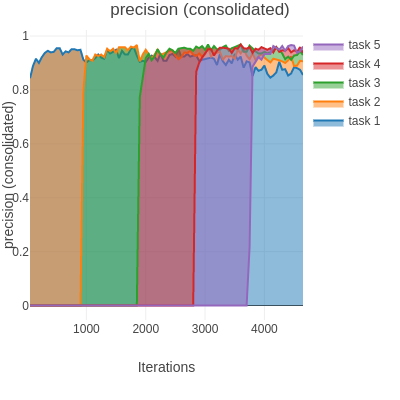 precision (consolidated)
precision (consolidated)
1
0.8
0.6
0.4
0.2
0
1000
2000
3000
4000
Iterations
task 5
task 4
task 3
task 2
task 1